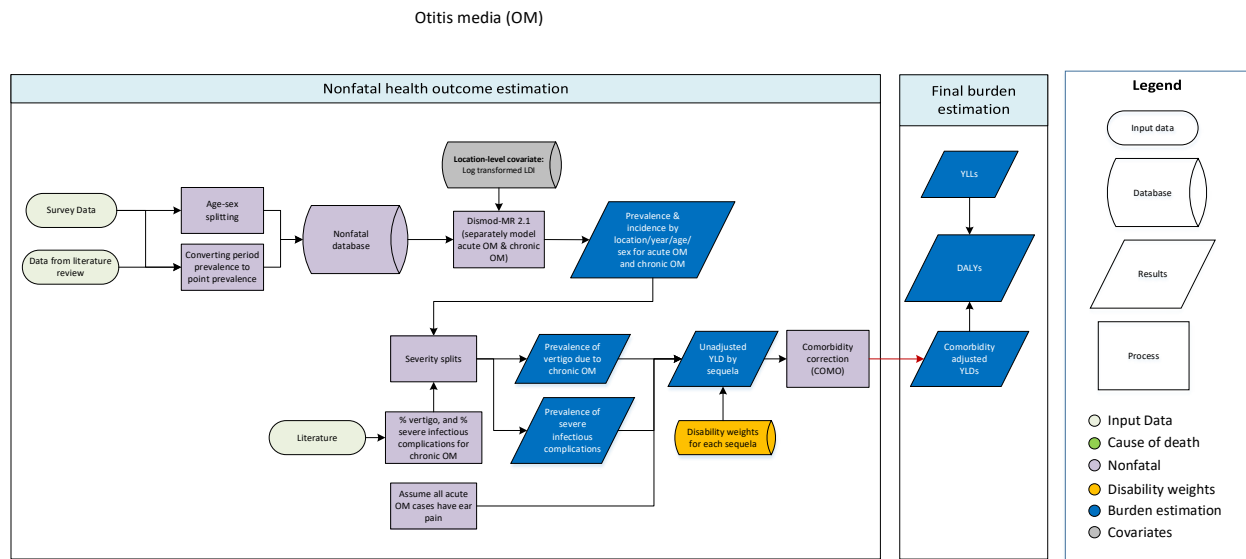 Otitis media (OM)
Nonfatal health outcome estimation
Survey Data
Data from literature
review
Age-sex
splitting
Converting period
prevalence to
point prevalence
Nonfatal
database
Location-level covariate:
Log transformed LDI
Dismod-MR 2.1
(separately model
acute OM & chronic
OM)
Prevalence &
incidence by
location/year/age/
sex for acute OM
and chronic OM
Severity splits
Literature
% vertigo, and %
severe infectious
complications for
chronic OM
Assume all acute
OM cases have ear
pain
Prevalence of
vertigo due to
chronic OM
Prevalence of
severe
infectious
complications
Unadjusted
YLD by
sequela
Disability weights
for each sequela
Comorbidity
correction
(COMO)
Final burden
estimation
YLLs
DALYs
Comorbidity
adjusted
YLDs
Legend
Input data
Database
Results
Process
Input Data
Cause of death
Nonfatal
Disability weights
Burden estimation
Covariates